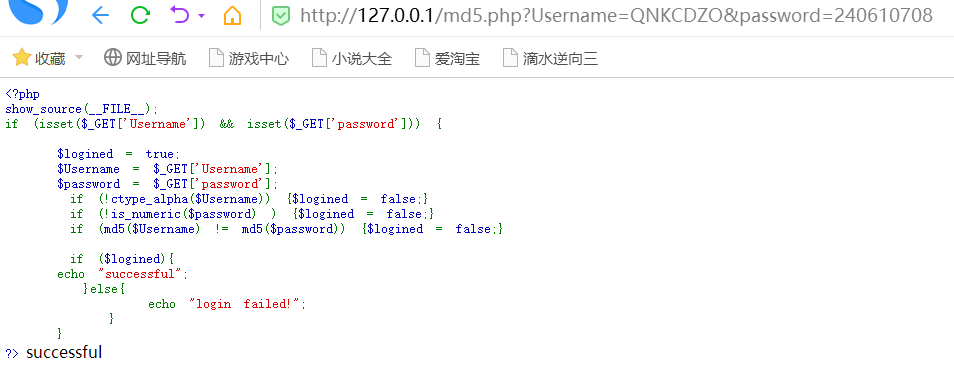 http://127.0.0.1/md5.php?Username=QNKCDZO&password=240610708
收藏 网址导航 游戏中心 小说大全 爱淘宝 滴水逆向三
<?php
show_source(__FILE__);
if (isset($_GET['Username']) && isset($_GET['password'])) {
$logined = true;
$Username = $_GET['Username'];
$password = $_GET['password'];
if (!ctype_alpha($Username)) {$logined = false;}
if (!is_numeric($password) ) {$logined = false;}
if (md5($Username) != md5($password)) {$logined = false;}
if ($logined){
echo "successful";
}else{
echo "login failed!";
}
}
?> successful